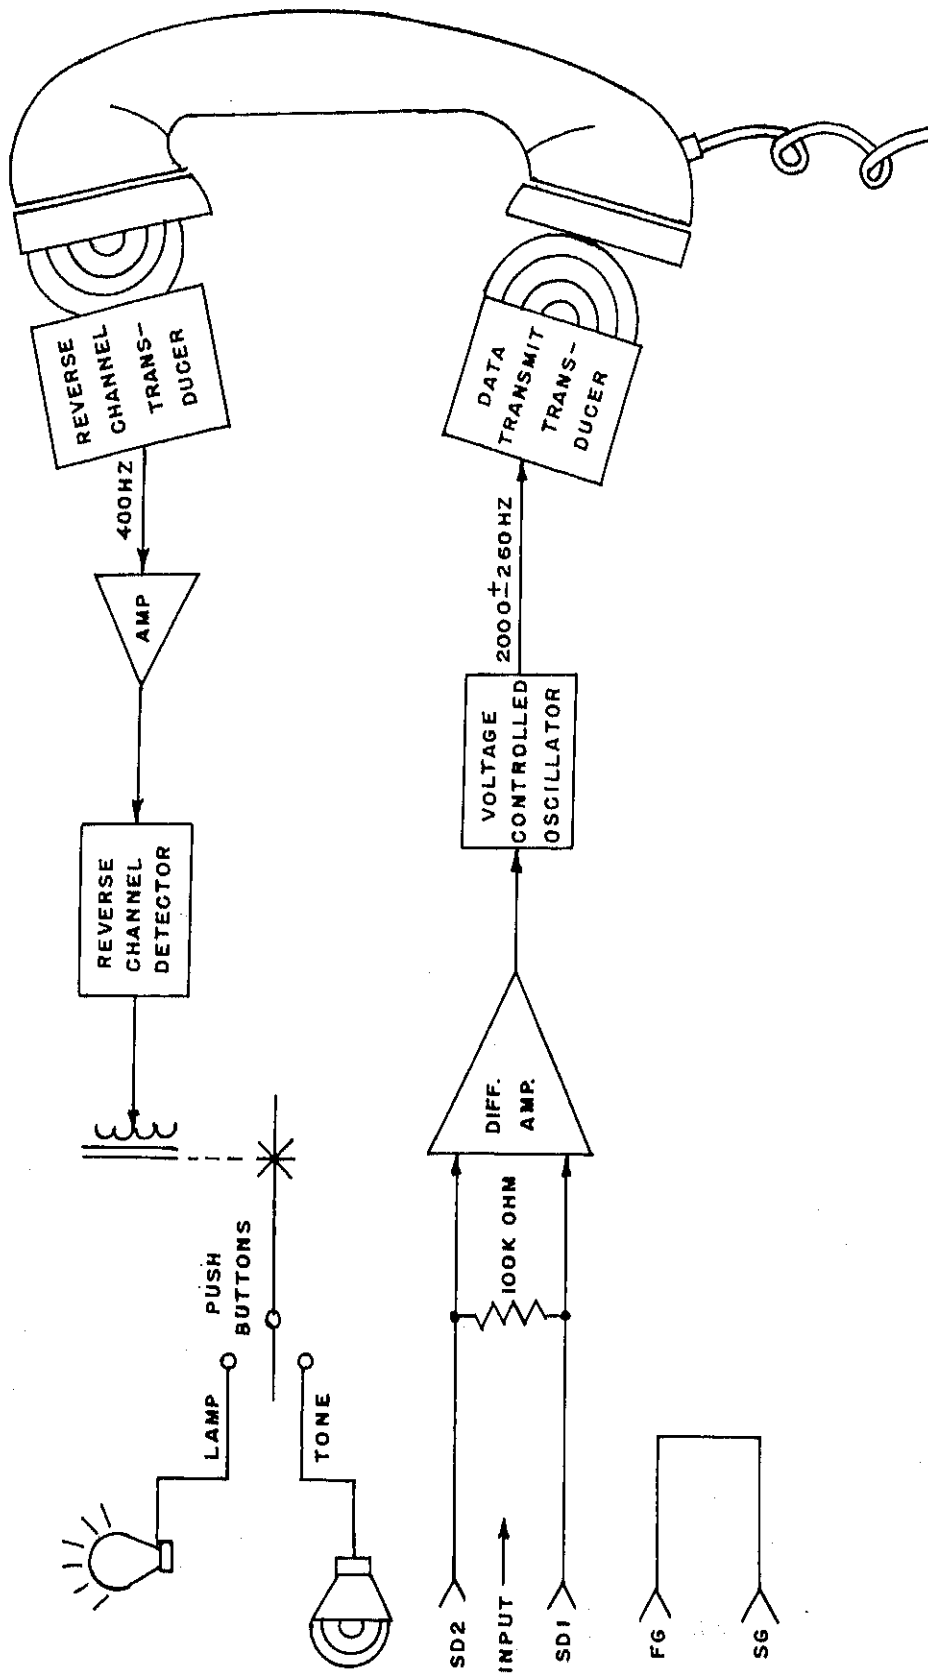 REVERSE
CHANNEL
TRANS-
DUCER
400HZ
AMP
REVERSE
CHANNEL
DETECTOR
PUSH
BUTTONS
LAMP
TONE
DATA
TRANSMIT
TRANS-
DUCER
2000±260HZ
VOLTAGE
CONTROLLED
OSCILLATOR
DIFF.
AMP.
100K OHM
SD2
INPUT
SD1
FG
SG